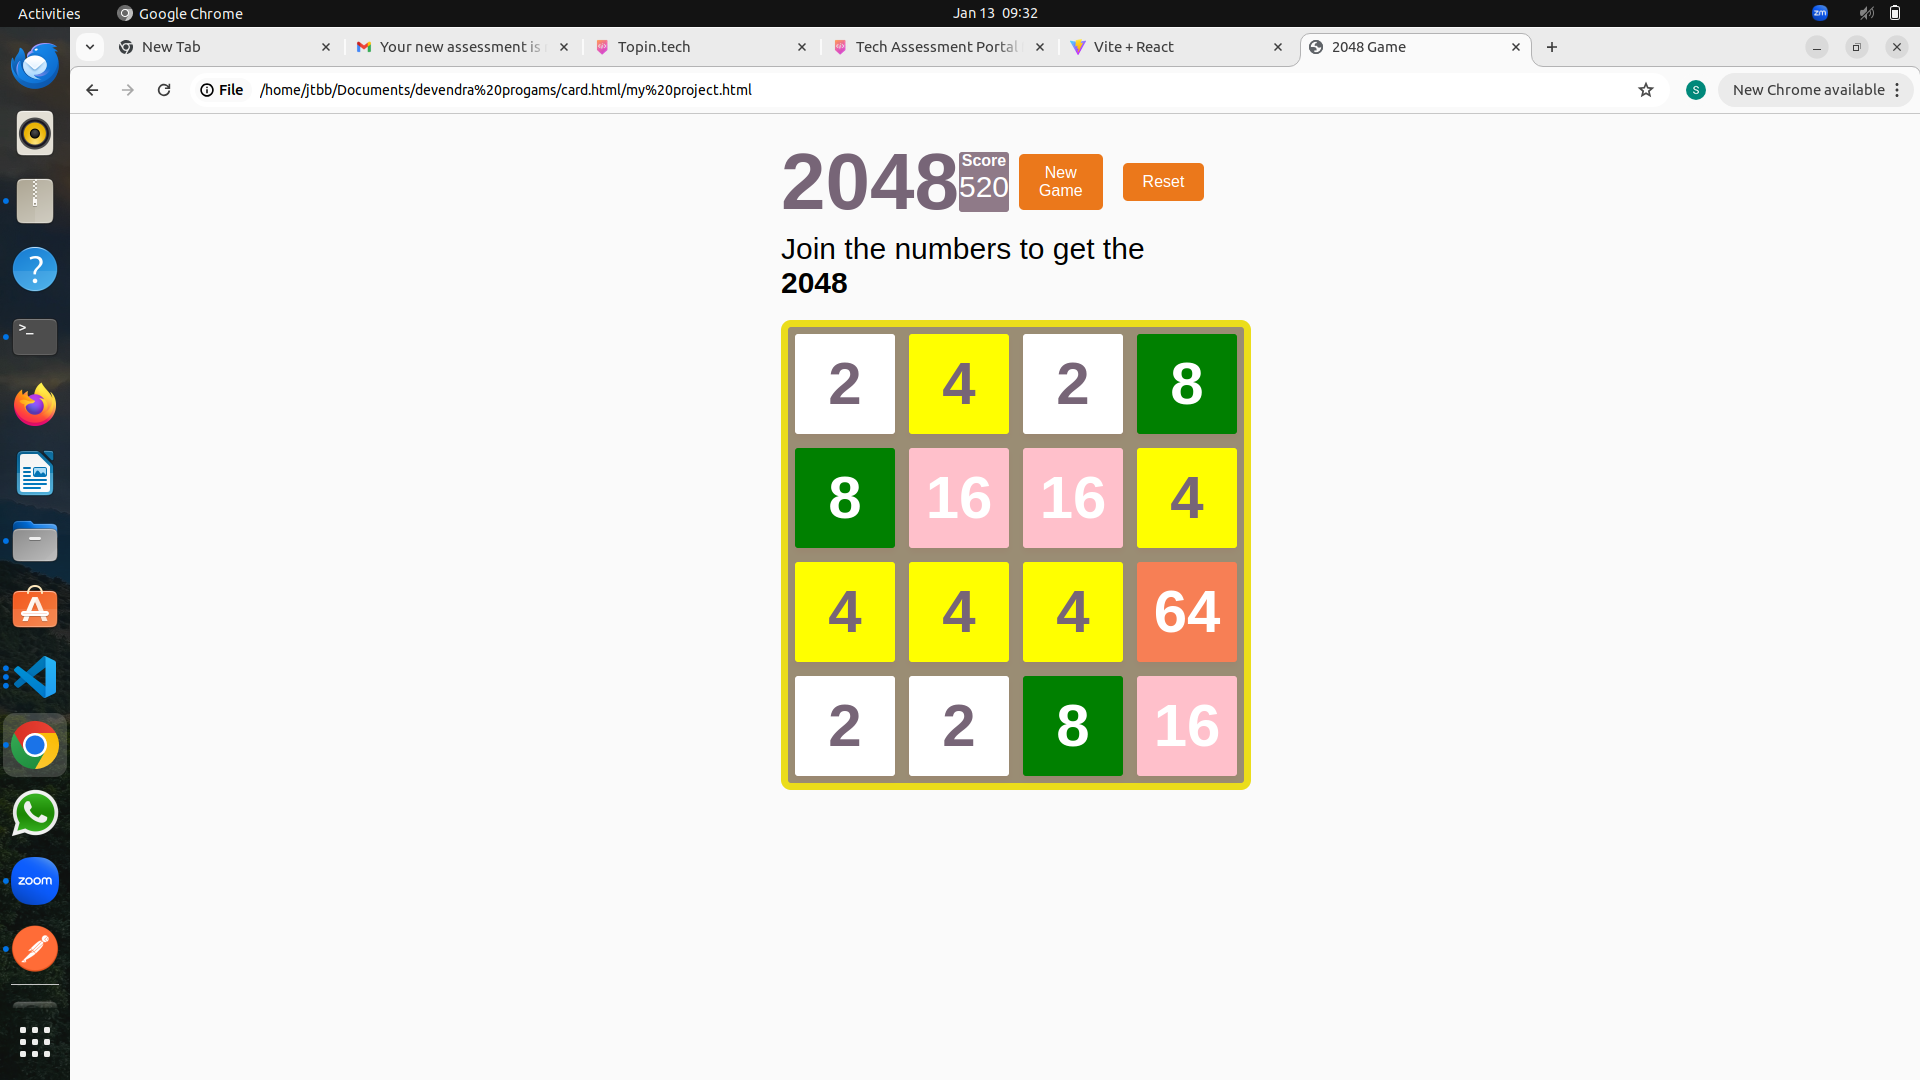 Activities
Google Chrome
Jan 13 09:32
zm
New Tab
Your new assessment is
Topin.tech
Tech Assessment Portal
Vite + React
2048 Game
File
/home/jtbb/Documents/devendra%20progams/card.html/my%20project.html
S
New Chrome available
2048
Score
520
New
Game
Reset
Join the numbers to get the
2048
2 4 2 8
8 16 16 4
4 4 4 64
2 2 8 16
zoom